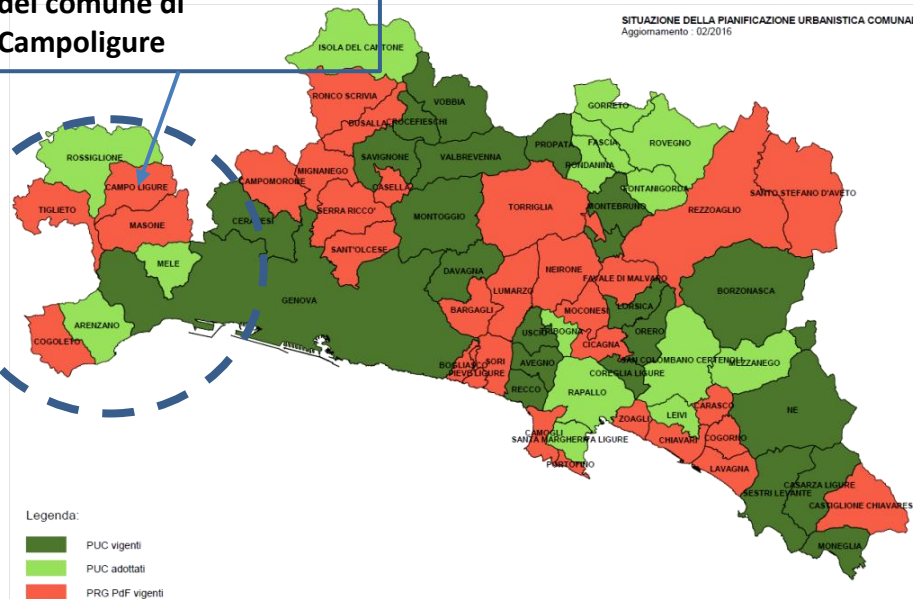 del comune di
Campoligure
SITUAZIONE DELLA PIANIFICAZIONE URBANISTICA COMUNAL
Aggiornamento : 02/2016
ISOLA DEL CANTONE
RONCO SCRIVIA
VOBBIA
GORRETO
BUSALLA
CROCEFIESCHI
ROSSIGLIONE
SAVIGNONE
VALBREVENNA
PROPATA
FASCIA
ROVEGNO
RONDANINA
MIGNANEGO
CAMPOMORONE
CASELLA
CAMPO LIGURE
FONTANIGORDA
SANTO STEFANO D'AVETO
TIGLIETO
SERRA RICCO'
MONTOGGIO
TORRIGLIA
MONTEBRUNO
REZZOAGLIO
MASONE
CERANESI
SANT'OLCESE
MELE
DAVAGNA
NEIRONE
FAVALE DI MALVARO
LUMARZO
BORZONASCA
GENOVA
BARGAGLI
MOCONESI
LORSICA
ARENZANO
USCIO
TRIBOGNA
ORERO
COGOLETO
CICAGNA
BOGLIASCO
SORI
AVEGNO
SAN COLOMBANO CERTENOLI
MEZZANEGO
PIEVE LIGURE
COREGLIA LIGURE
RECCO
RAPALLO
CARASCO
NE
ZOAGLI
LEIVI
CAMOGLI
SANTA MARGHERITA LIGURE
CHIAVARI
COGORNO
PORTOFINO
LAVAGNA
CASARZA LIGURE
SESTRI LEVANTE
CASTIGLIONE CHIAVARES
MONEGLIA
Legenda:
PUC vigenti
PUC adottati
PRG PdF vigenti